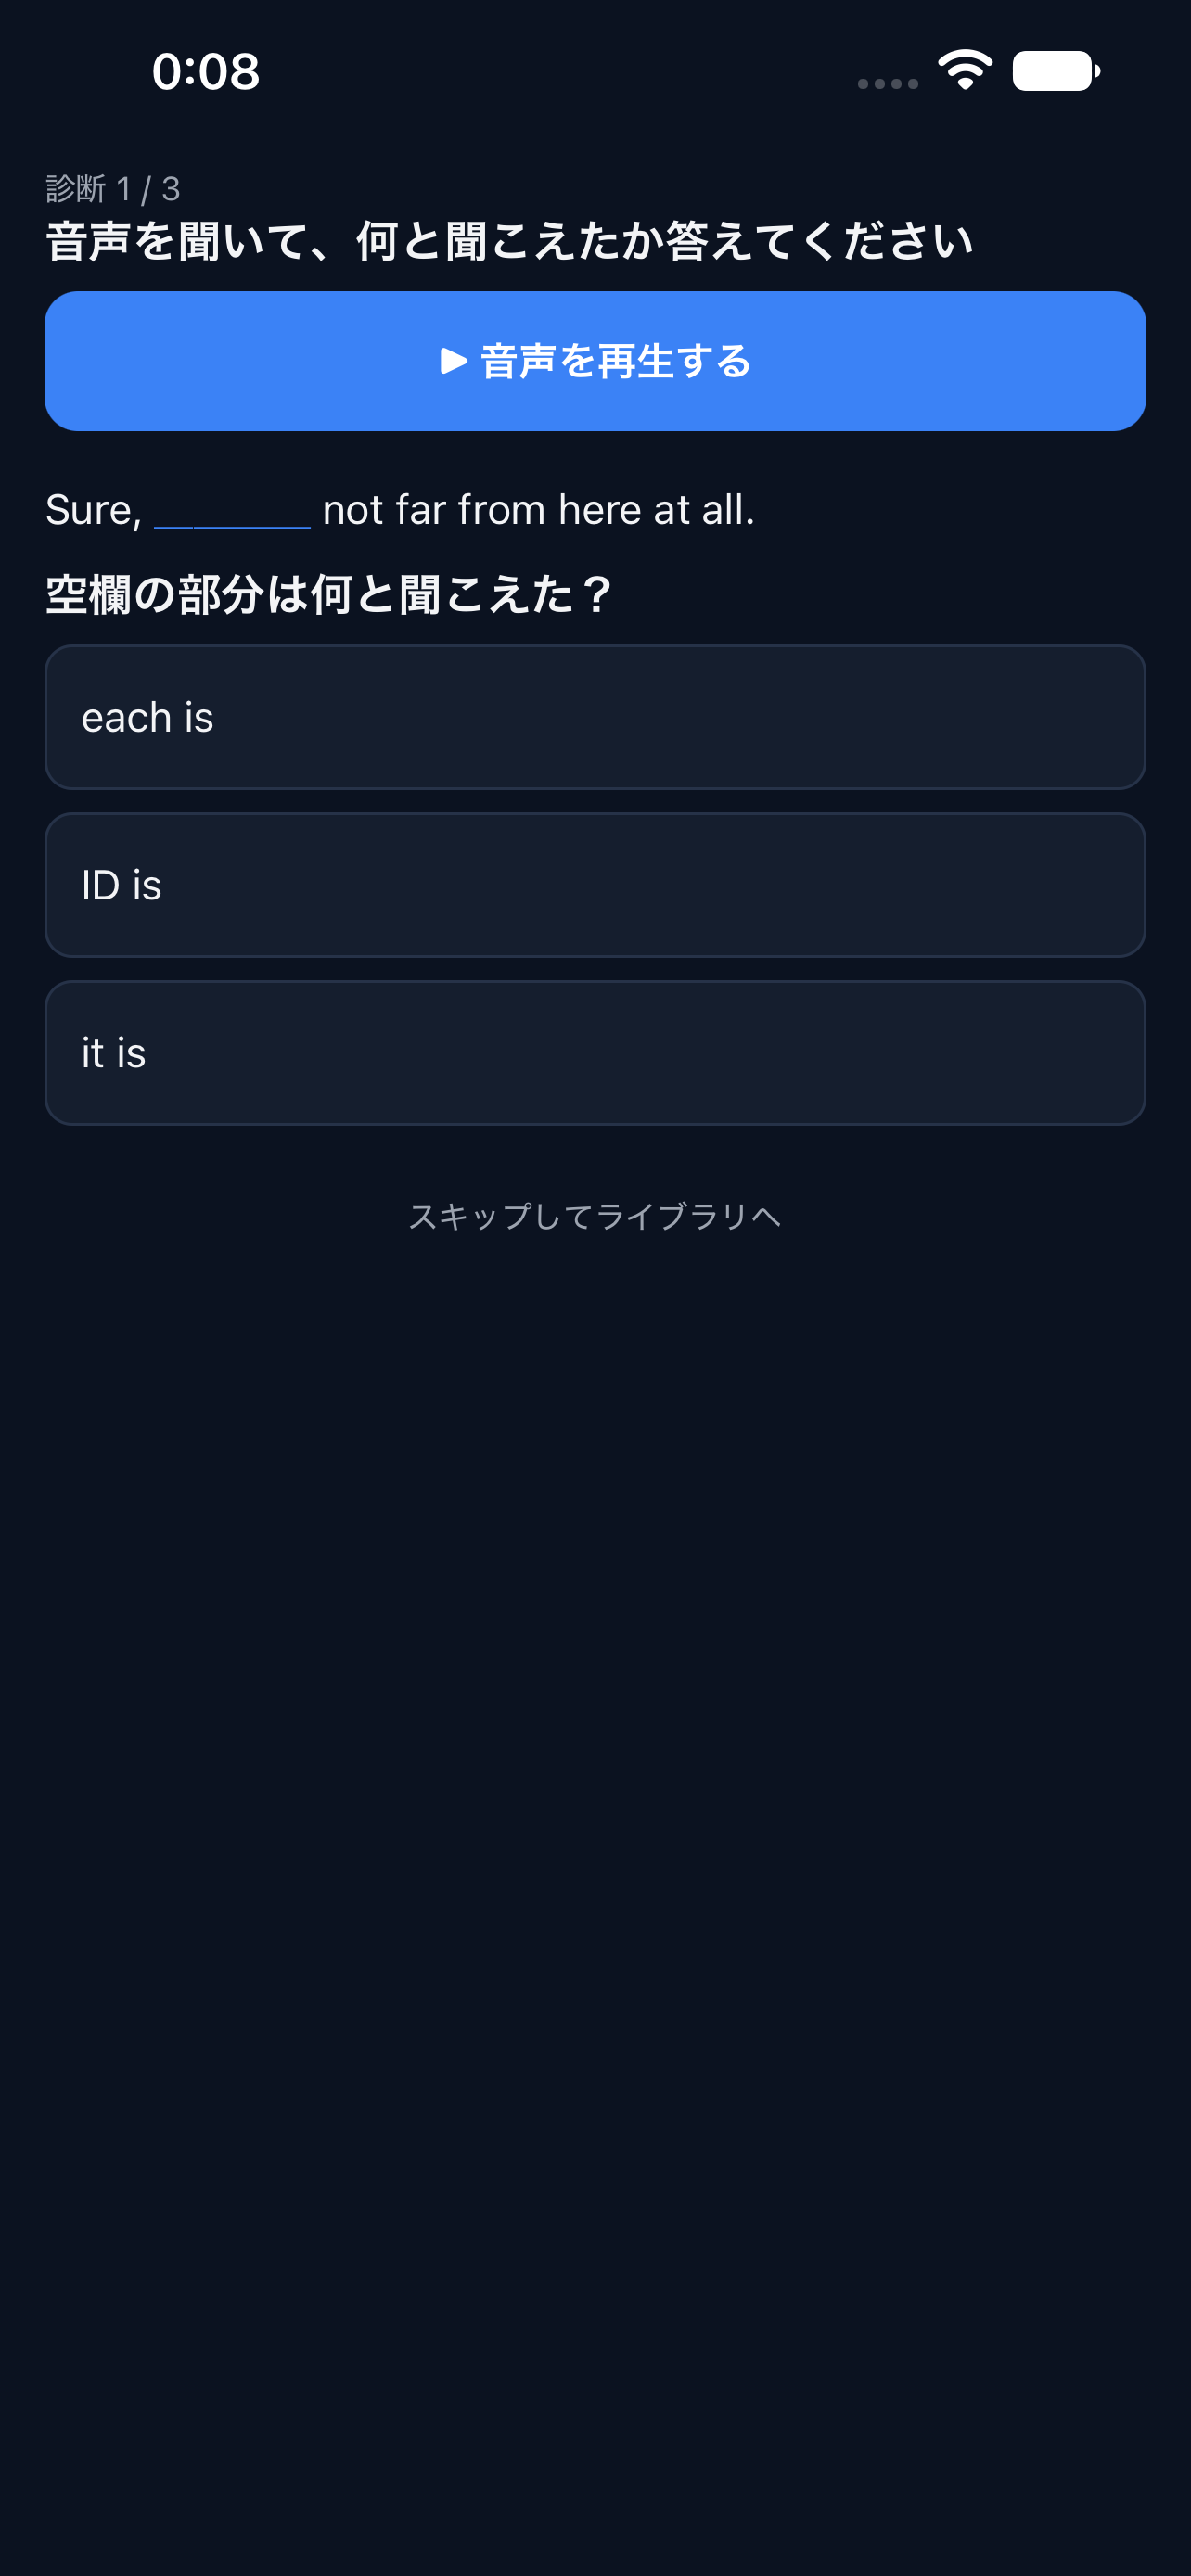 0:08
診断 1 / 3
音声を聞いて、何と聞こえたか答えてください
▶ 音声を再生する
Sure, ________ not far from here at all.
空欄の部分は何と聞こえた？
each is
ID is
it is
スキップしてライブラリへ